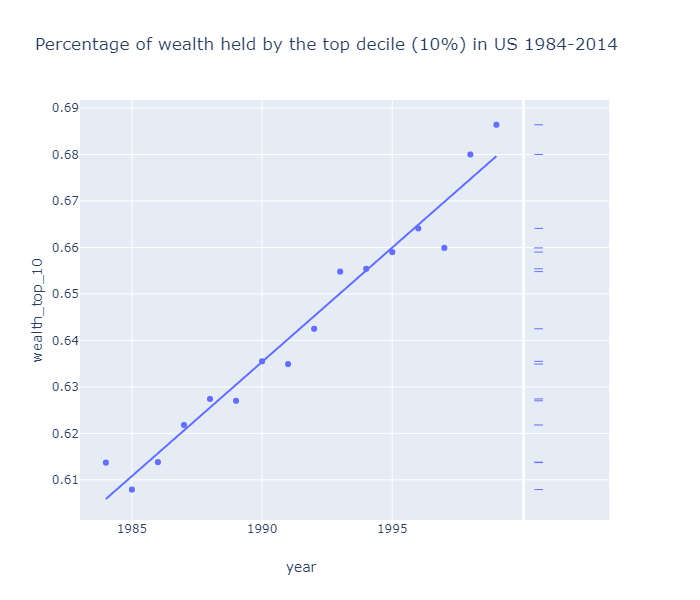 Percentage of wealth held by the top decile (10%) in US 1984-2014
0.69
0.68
0.67
0.66
0.65
0.64
0.63
0.62
0.61
wealth_top_10
1985 1990 1995
year